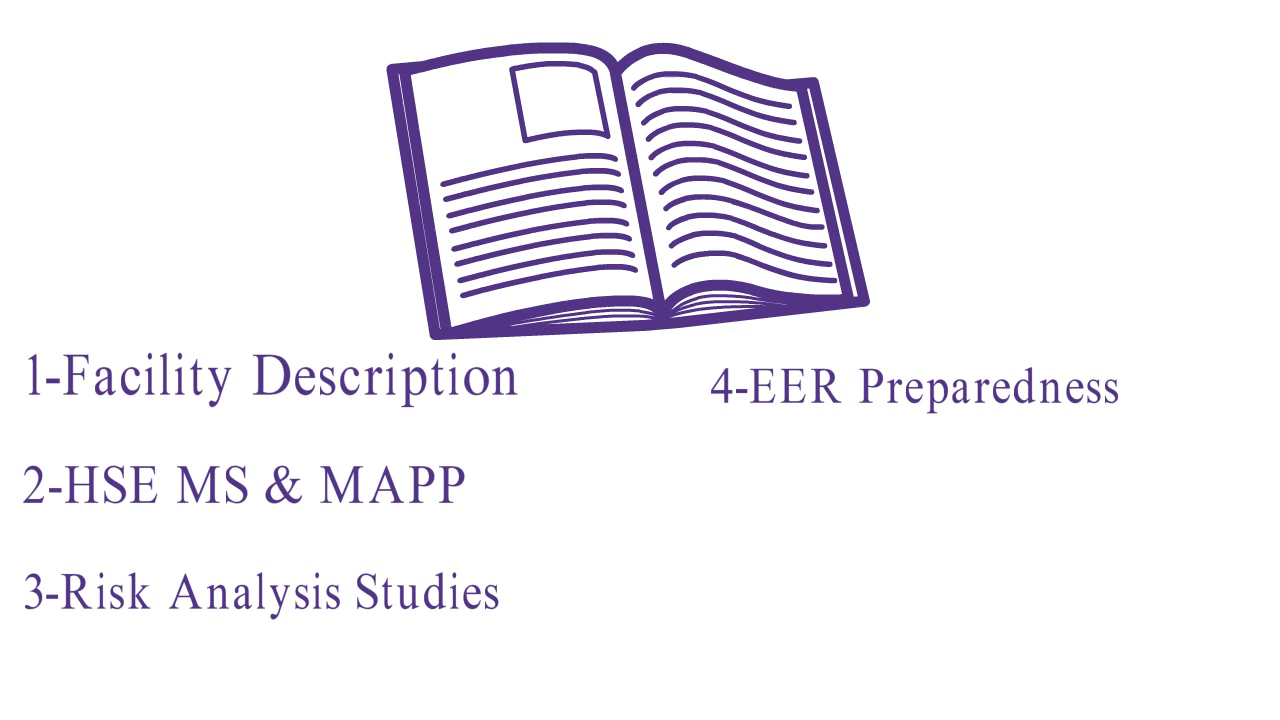 1-Facility Description
2-HSE MS & MAPP
3-Risk Analysis Studies
4-EER Preparedness